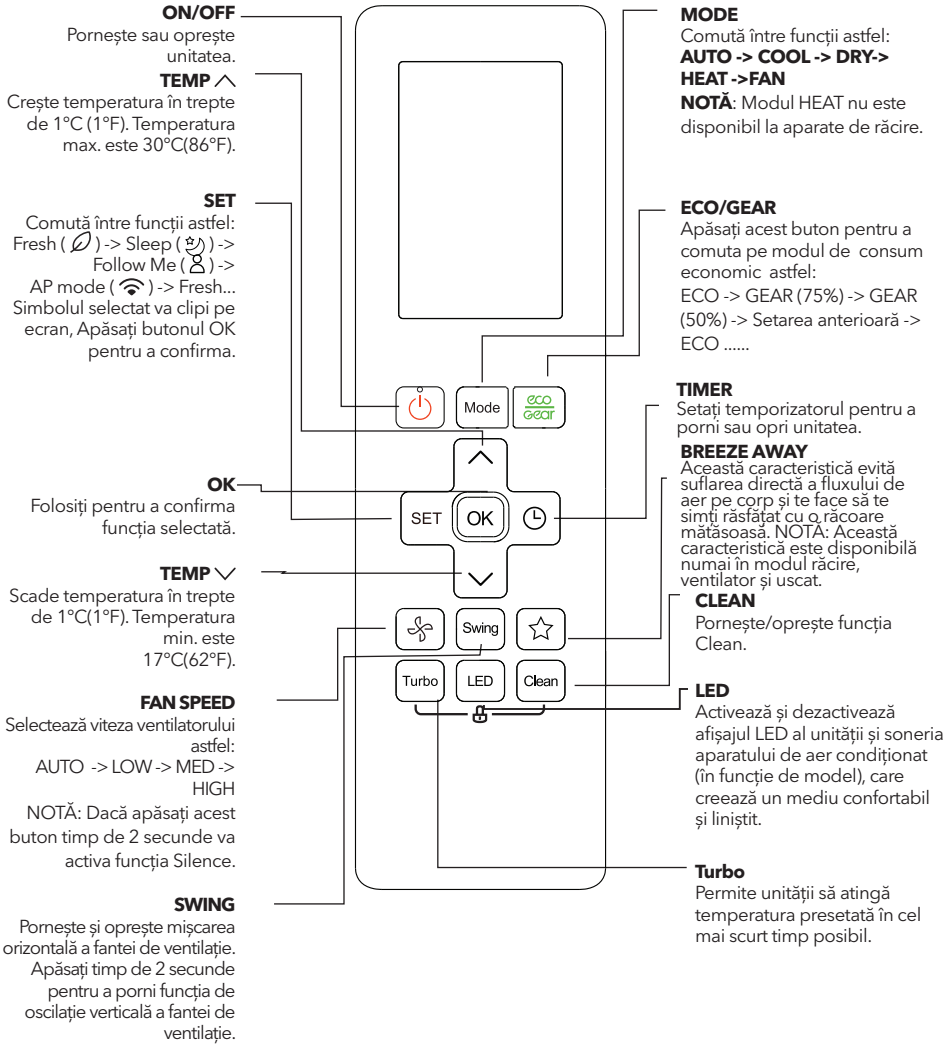 ON/OFF
Pornește sau oprește
unitatea.
TEMP
Crește temperatura în trepte
de 1°C (1°F). Temperatura
max. este 30°C(86°F).
SET
Comută între funcții astfel:
Fresh ( ) -> Sleep ( ) ->
Follow Me ( ) ->
AP mode ( ) -> Fresh...
Simbolul selectat va clipi pe
ecran, Apăsați butonul OK
pentru a confirma.
OK
Folosiți pentru a confirma
funcția selectată.
TEMP
Scade temperatura în trepte
de 1°C(1°F). Temperatura
min. este
17°C(62°F).
FAN SPEED
Selectează viteza ventilatorului
astfel:
AUTO -> LOW -> MED ->
HIGH
NOTĂ: Dacă apăsați acest
buton timp de 2 secunde va
activa funcția Silence.
SWING
Pornește și oprește mișcarea
orizontală a fantei de ventilație.
Apăsați timp de 2 secunde
pentru a porni funcția de
oscilație verticală a fantei de
ventilație.
Mode
eco
Gear
SET
OK
Swing
Turbo
LED
Clean
MODE
Comută între funcții astfel:
AUTO -> COOL -> DRY->
HEAT ->FAN
NOTĂ: Modul HEAT nu este
disponibil la aparate de răcire.
ECO/GEAR
Apăsați acest buton pentru a
comuta pe modul de consum
economic astfel:
ECO -> GEAR (75%) -> GEAR
(50%) -> Setarea anterioară ->
ECO ......
TIMER
Setați temporizatorul pentru a
porni sau opri unitatea.
BREEZE AWAY
Această caracteristică evită
suflarea directă a fluxului de
aer pe corp și te face să te
simți răsfățat cu o răcoare
mătăsoasă. NOTĂ: Această
caracteristică este disponibilă
numai în modul răcire,
ventilator și uscat.
CLEAN
Pornește/oprește funcția
Clean.
LED
Activează și dezactivează
afișajul LED al unității și soneria
aparatului de aer condiționat
(în funcție de model), care
creează un mediu confortabil
și liniștit.
Turbo
Permite unității să atingă
temperatura presetată în cel
mai scurt timp posibil.